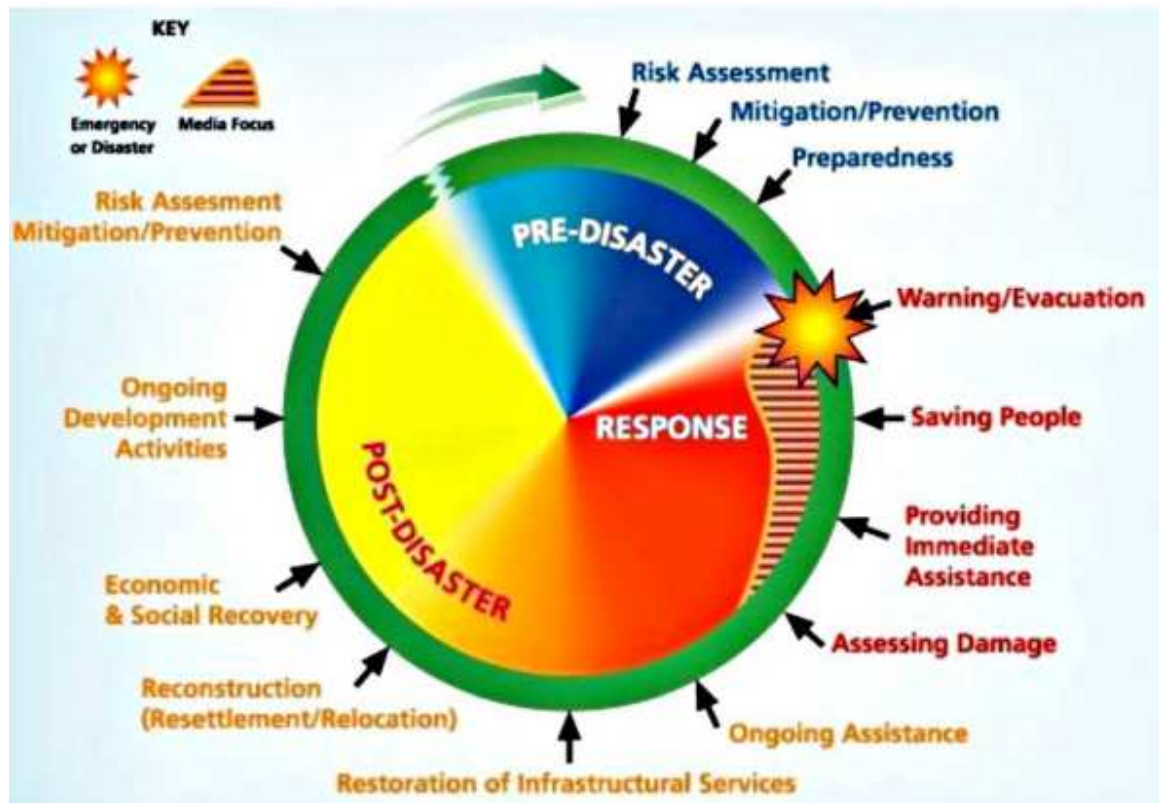 KEY
Emergency
or Disaster
Media Focus
Risk Assessment
Mitigation/Prevention
Preparedness
PRE-DISASTER
Warning/Evacuation
RESPONSE
Saving People
Providing
Immediate
Assistance
Assessing Damage
Ongoing Assistance
Restoration of Infrastructural Services
Reconstruction
(Resettlement/Relocation)
POST-DISASTER
Economic
& Social Recovery
Ongoing
Development
Activities
Risk Assesment
Mitigation/Prevention